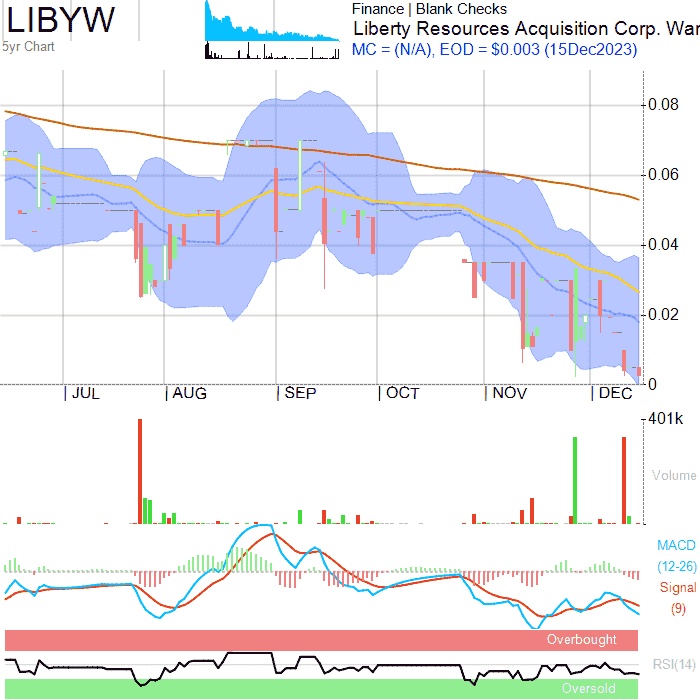 LIBYW
5yr Chart
Finance | Blank Checks
Liberty Resources Acquisition Corp. War
MC = (N/A), EOD = $0.003 (15Dec2023)
0.08
0.06
0.04
0.02
0
| JUL | AUG | SEP | OCT | NOV | DEC
401k
Volume
MACD
(12-26)
Signal
(9)
Overbought
RSI(14)
Oversold